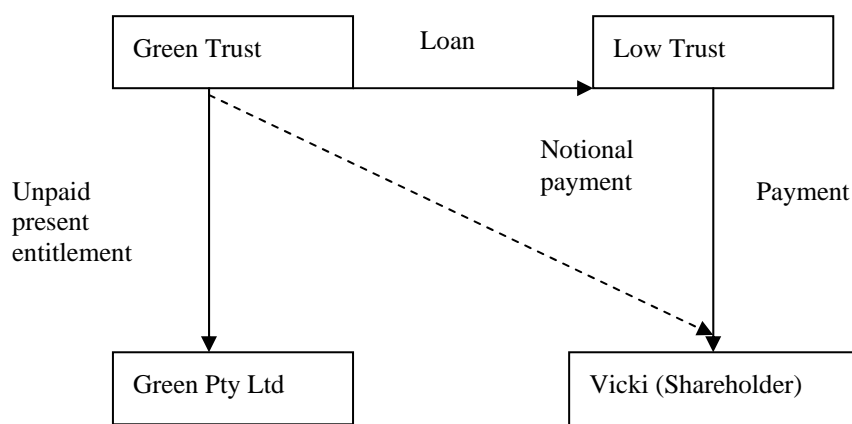 Green Trust
Loan
Low Trust
Notional
payment
Unpaid
present
entitlement
Payment
Green Pty Ltd
Vicki (Shareholder)